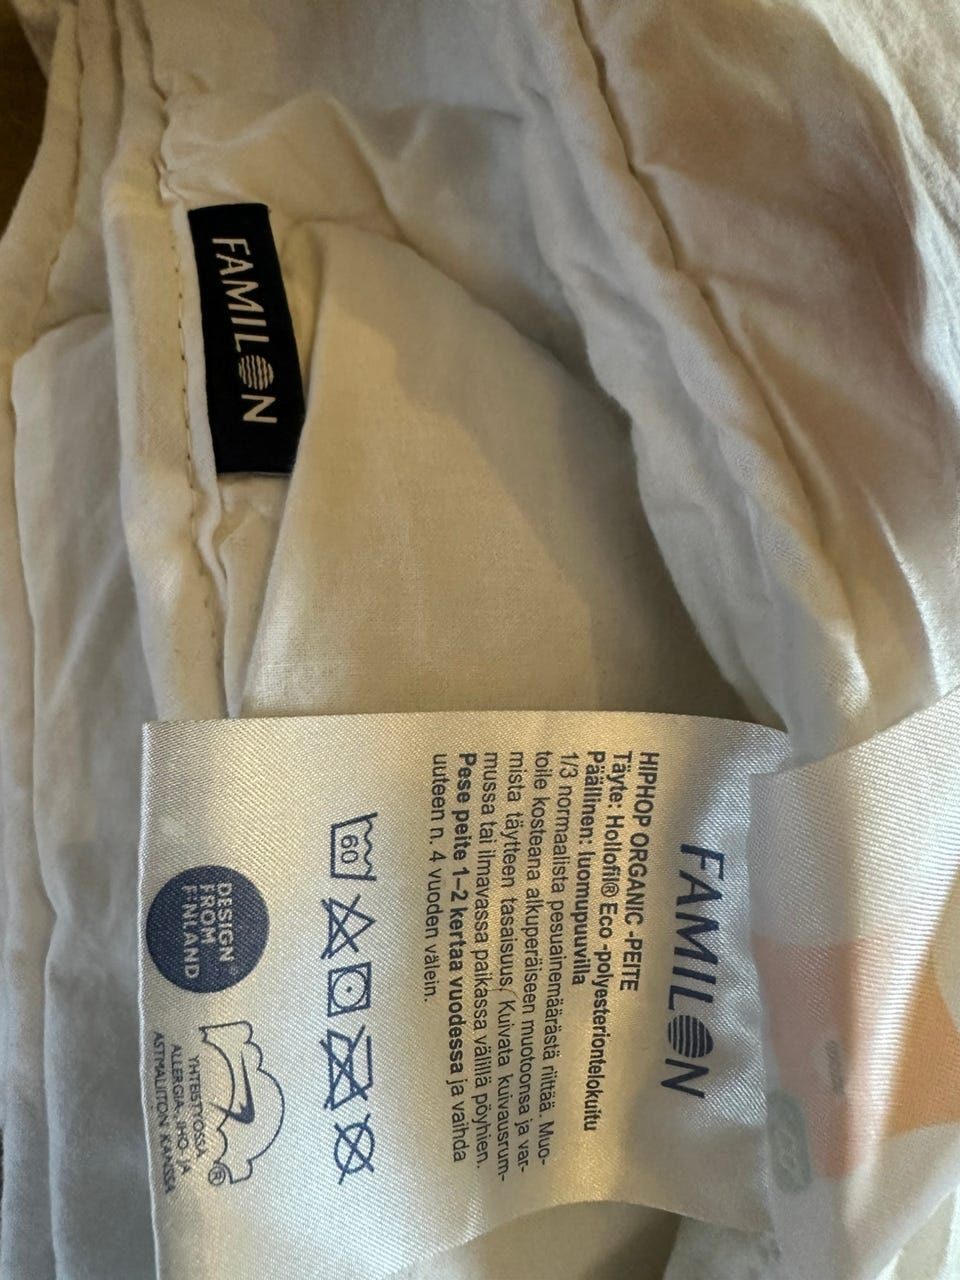 FAMILON
FAMILON
HIPHOP ORGANIC -PEITE
Täyte: Hollofil® Eco -polyesteriontelokuitu
Päällinen: luomupuuvilla
1/3 normaalista pesuainemäärästä riittää. Muo-
toile kosteana alkuperäiseen muotoonsa ja var-
mista täytteen tasaisuus. Kuivata kuivausrum-
mussa tai ilmavassa paikassa välillä pöyhien.
Pese peite 1–2 kertaa vuodessa ja vaihda
uuteen n. 4 vuoden välein.
60
DESIGN
FROM
FINLAND
YHTEISTYÖSSÄ
ALLERGIA-, IHO- JA
ASTMALIITON KANSSA